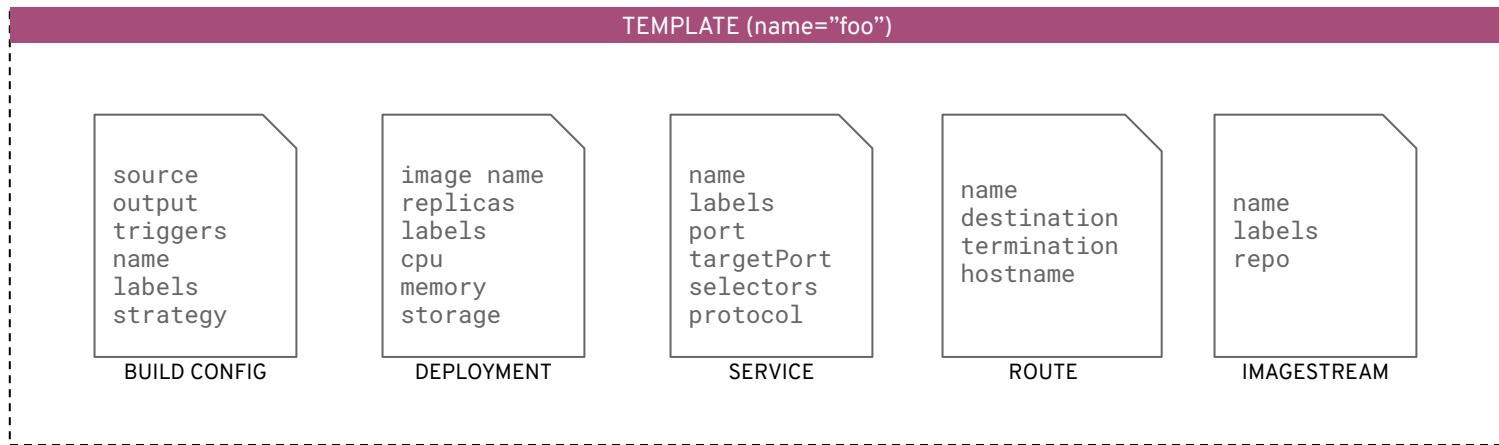 TEMPLATE (name=”foo”)
source
output
triggers
name
labels
strategy
BUILD CONFIG
image name
replicas
labels
cpu
memory
storage
DEPLOYMENT
name
labels
port
targetPort
selectors
protocol
SERVICE
name
destination
termination
hostname
ROUTE
name
labels
repo
IMAGESTREAM